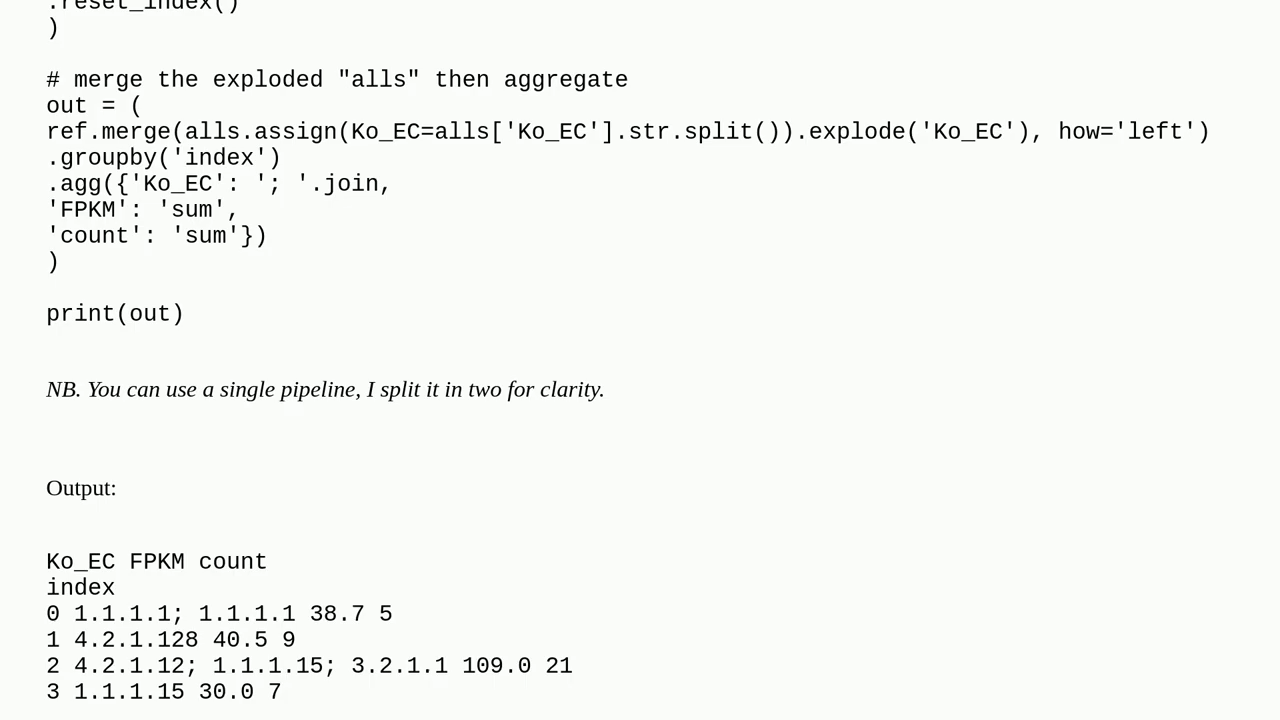 .reset_index()
)
# merge the exploded "alls" then aggregate
out = (
ref.merge(alls.assign(Ko_EC=alls['Ko_EC'].str.split()).explode('Ko_EC'), how='left')
.groupby('index')
.agg({'Ko_EC': '; '.join,
'FPKM': 'sum',
'count': 'sum'})
)
print(out)
NB. You can use a single pipeline, I split it in two for clarity.
Output:
Ko_EC FPKM count
index
0 1.1.1.1; 1.1.1.1 38.7 5
1 4.2.1.128 40.5 9
2 4.2.1.12; 1.1.1.15; 3.2.1.1 109.0 21
3 1.1.1.15 30.0 7